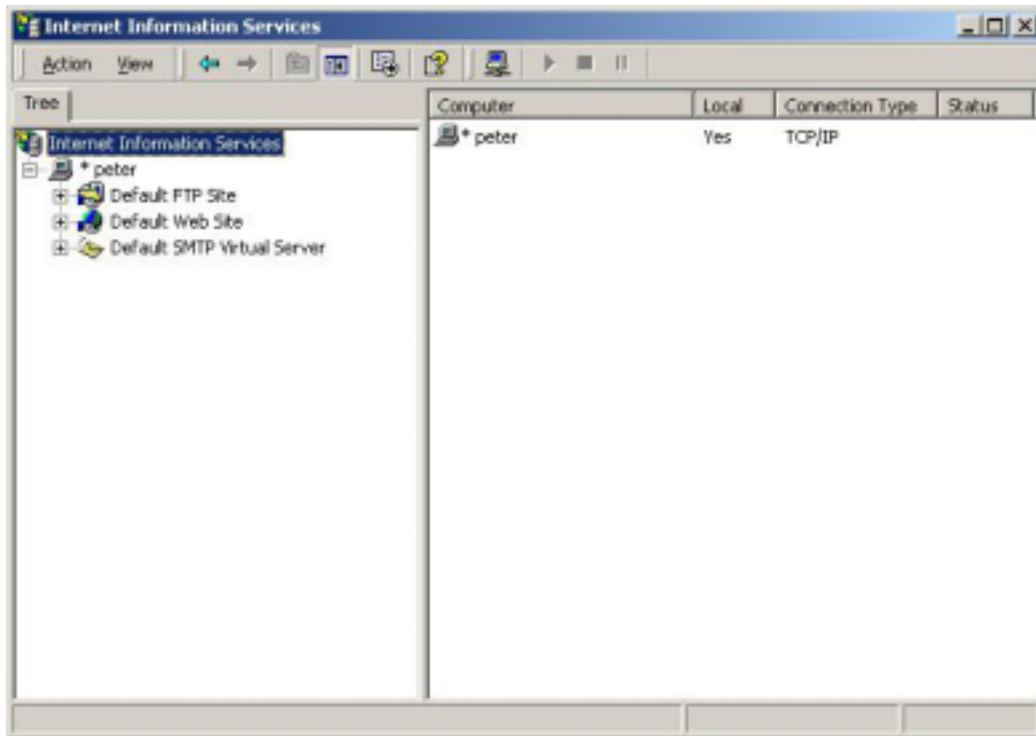 Internet Information Services
Action View
Tree
Internet Information Services
* peter
Default FTP Site
Default Web Site
Default SMTP Virtual Server
Computer Local Connection Type Status
* peter Yes TCP/IP